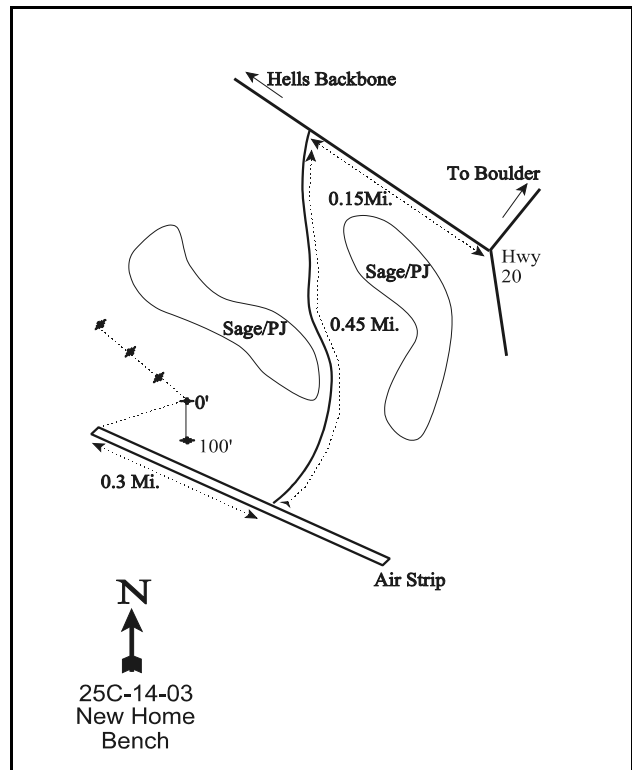 Hells Backbone
To Boulder
0.15Mi.
Hwy
20
Sage/PJ
Sage/PJ
0.45 Mi.
0'
100'
0.3 Mi.
Air Strip
N
25C-14-03
New Home
Bench